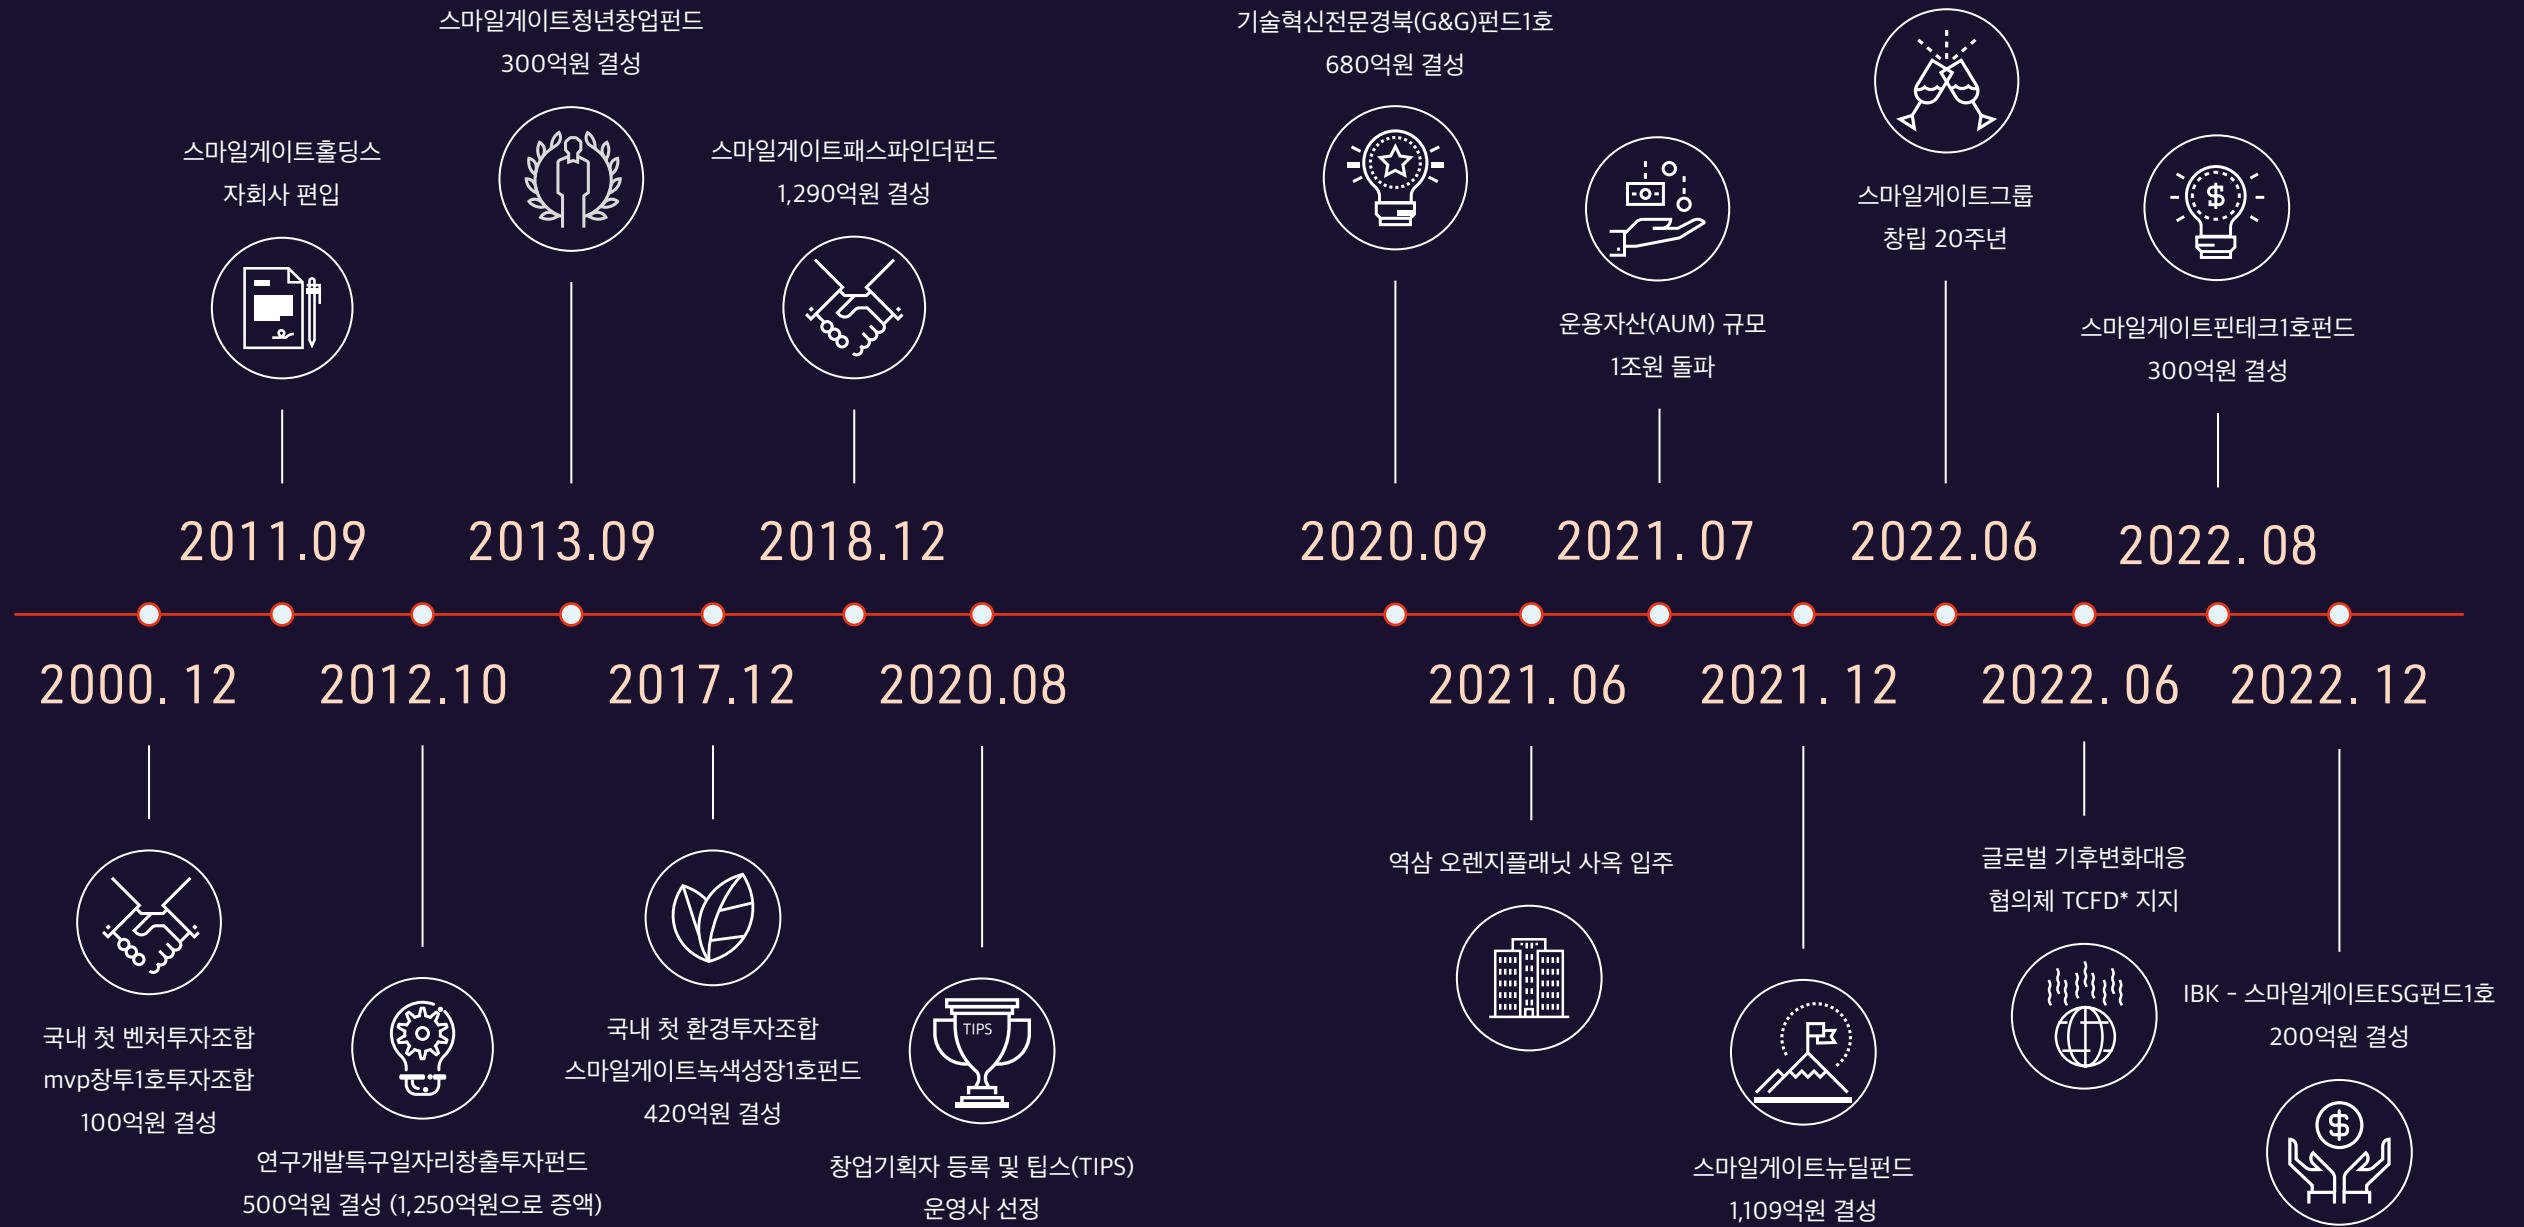 스마일게이트청년창업펀드
300억원 결성
기술혁신전문경북(G&G)펀드1호
680억원 결성
스마일게이트홀딩스
자회사 편입
스마일게이트패스파인더펀드
1,290억원 결성
스마일게이트그룹
창립 20주년
운용자산(AUM) 규모
1조원 돌파
스마일게이트핀테크1호펀드
300억원 결성
2011.09
2013.09
2018.12
2020.09
2021. 07
2022.06
2022. 08
2000. 12
2012.10
2017.12
2020.08
2021. 06
2021. 12
2022. 06
2022. 12
국내 첫 벤처투자조합
mvp창투1호투자조합
100억원 결성
연구개발특구일자리창출투자펀드
500억원 결성 (1,250억원으로 증액)
국내 첫 환경투자조합
스마일게이트녹색성장1호펀드
420억원 결성
TIPS
창업기획자 등록 및 팁스(TIPS)
운영사 선정
역삼 오렌지플래닛 사옥 입주
스마일게이트뉴딜펀드
1,109억원 결성
글로벌 기후변화대응
협의체 TCFD* 지지
IBK - 스마일게이트ESG펀드1호
200억원 결성